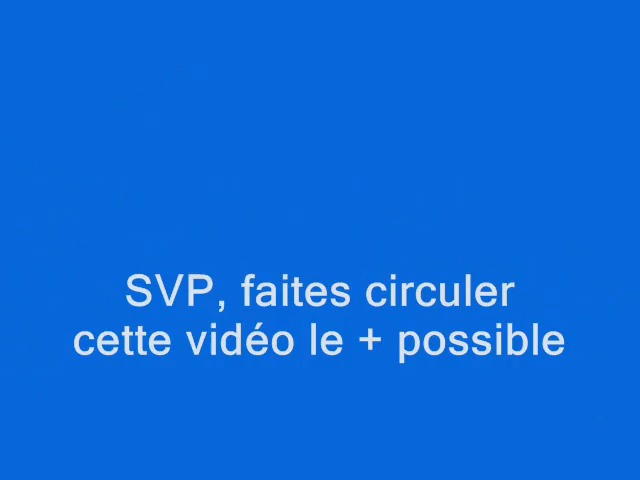 SVP, faites circuler
cette vidéo le + possible